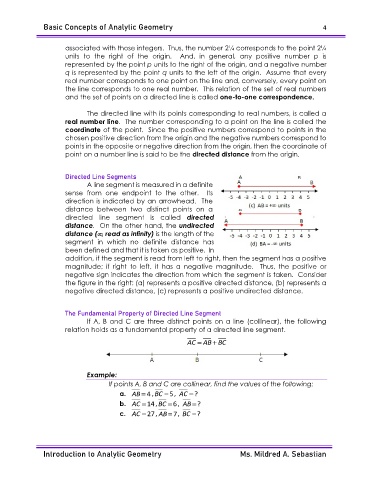 Basic Concepts of Analytic Geometry 4
associated with those integers. Thus, the number 2¼ corresponds to the point 2¼
units to the right of the origin. And, in general, any positive number p is
represented by the point p units to the right of the origin, and a negative number
q is represented by the point q units to the left of the origin. Assume that every
real number corresponds to one point on the line and, conversely, every point on
the line corresponds to one real number. This relation of the set of real numbers
and the set of points on a directed line is called one-to-one correspondence.
The directed line with its points corresponding to real numbers, is called a
real number line. The number corresponding to a point on the line is called the
coordinate of the point. Since the positive numbers correspond to points in the
chosen positive direction from the origin and the negative numbers correspond to
points in the opposite or negative direction from the origin, then the coordinate of
point on a number line is said to be the directed distance from the origin.
Directed Line Segments
A line segment is measured in a definite
sense from one endpoint to the other. Its
direction is indicated by an arrowhead. The
distance between two distinct points on a
directed line segment is called directed
distance. On the other hand, the undirected
distance (∞; read as infinity) is the length of the
segment in which no definite distance has
been defined and that it is taken as positive. In
A B
A B
-5 -4 -3 -2 -1 0 1 2 3 4 5
(c) AB = +∞ units
A B
-5 -4 -3 -2 -1 0 1 2 3 4 5
(d) BA = -∞ units
addition, if the segment is read from left to right, then the segment has a positive
magnitude; if right to left, it has a negative magnitude. Thus, the positive or
negative sign indicates the direction from which the segment is taken. Consider
the figure in the right: (a) represents a positive directed distance, (b) represents a
negative directed distance, (c) represents a positive undirected distance.
The Fundamental Property of Directed Line Segment
If A, B and C are three distinct points on a line (collinear), the following
relation holds as a fundamental property of a directed line segment.
AC = AB + BC
A B C
Example:
If points A, B and C are collinear, find the values of the following:
a. AB = 4, BC = 5, AC = ?
b. AC = 14, BC = 6, AB = ?
c. AC = 27, AB = 7, BC = ?
Introduction to Analytic Geometry Ms. Mildred A. Sebastian